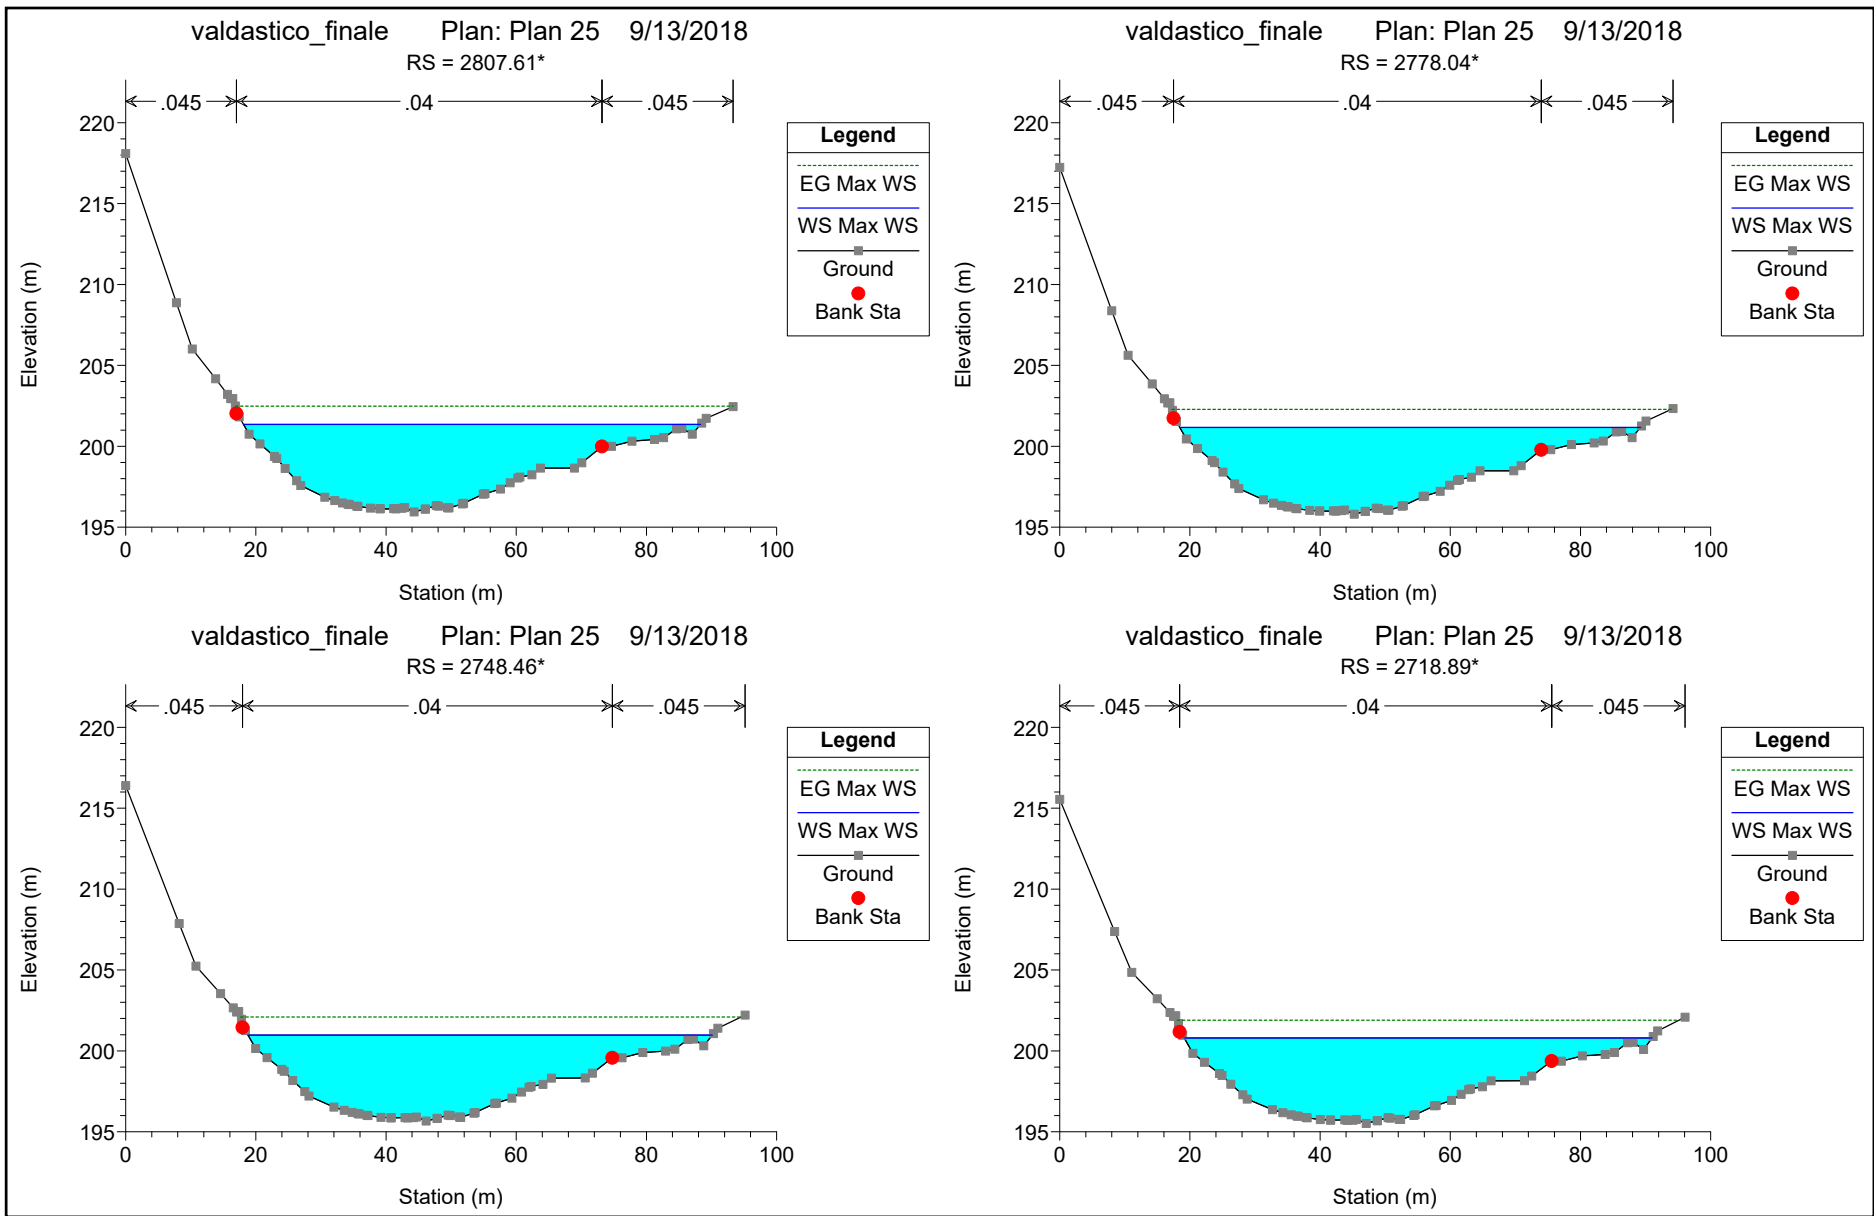 valdastico_finale Plan: Plan 25 9/13/2018
RS = 2807.61*
.045 .04 .045
220
215
210
205
200
195
0 20 40 60 80 100
Elevation (m)
Station (m)
Legend
EG Max WS
WS Max WS
Ground
Bank Sta
valdastico_finale Plan: Plan 25 9/13/2018
RS = 2778.04*
.045 .04 .045
220
215
210
205
200
195
0 20 40 60 80 100
Elevation (m)
Station (m)
Legend
EG Max WS
WS Max WS
Ground
Bank Sta
valdastico_finale Plan: Plan 25 9/13/2018
RS = 2748.46*
.045 .04 .045
220
215
210
205
200
195
0 20 40 60 80 100
Elevation (m)
Station (m)
Legend
EG Max WS
WS Max WS
Ground
Bank Sta
valdastico_finale Plan: Plan 25 9/13/2018
RS = 2718.89*
.045 .04 .045
220
215
210
205
200
195
0 20 40 60 80 100
Elevation (m)
Station (m)
Legend
EG Max WS
WS Max WS
Ground
Bank Sta